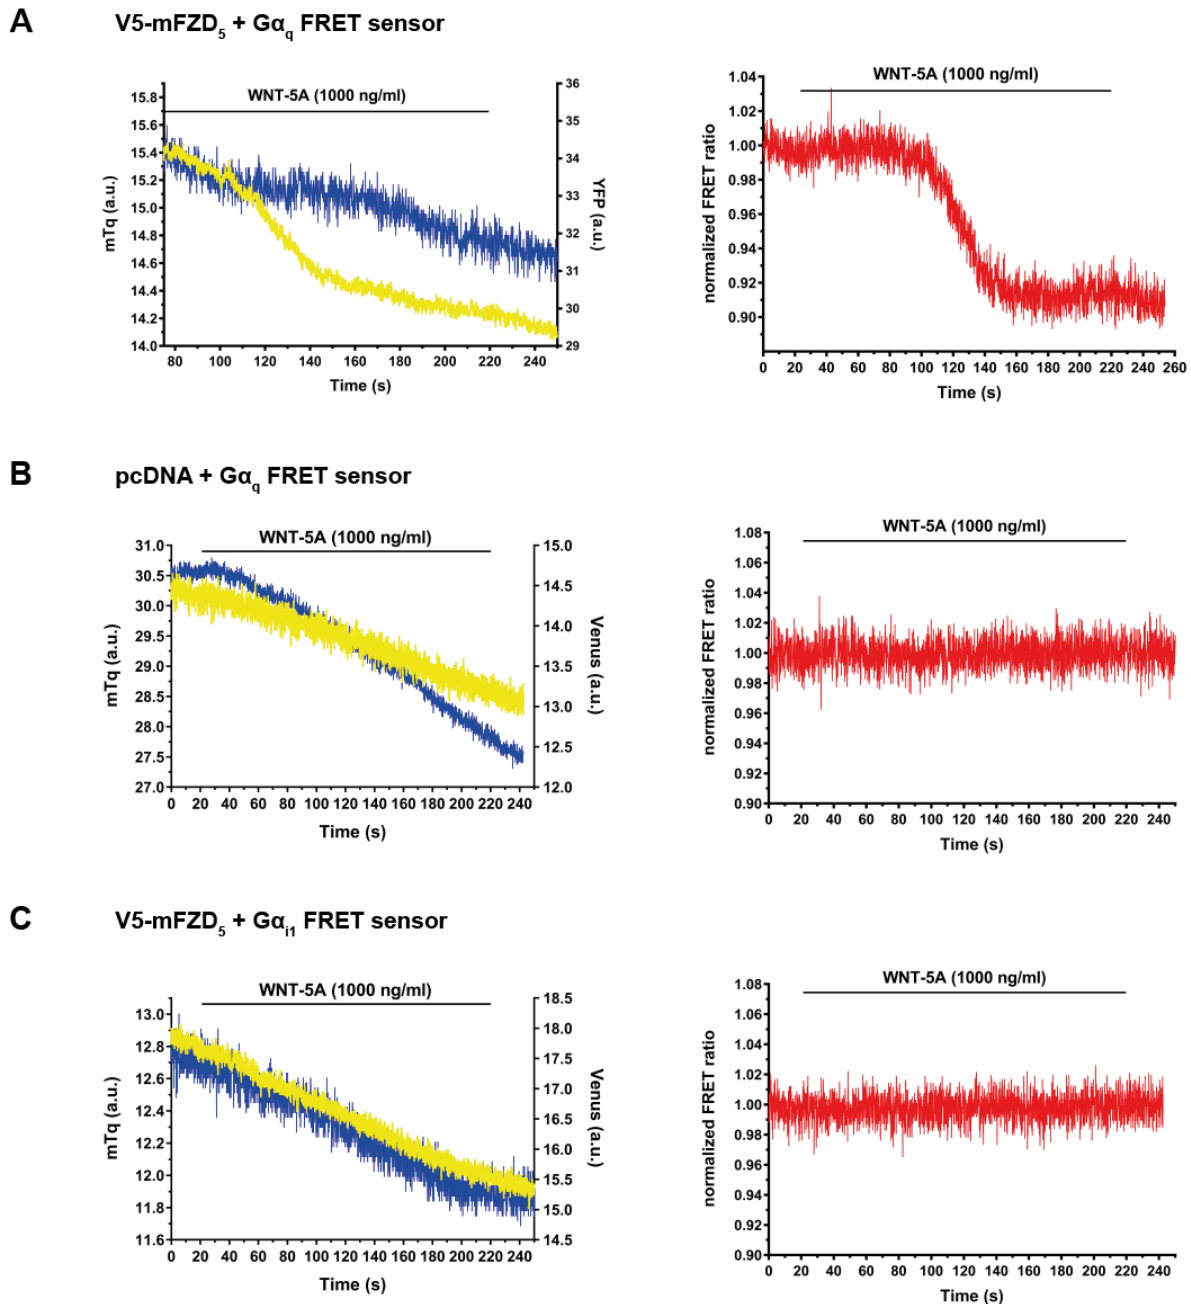 A
V5-mFZD5 + Gαq FRET sensor
WNT-5A (1000 ng/ml)
15.8
15.6
15.4
15.2
15.0
14.8
14.6
14.4
14.2
14.0
mTq (a.u.)
36
35
34
33
32
31
30
29
YFP (a.u.)
80 100 120 140 160 180 200 220 240
Time (s)
WNT-5A (1000 ng/ml)
1.04
1.02
1.00
0.98
0.96
0.94
0.92
0.90
normalized FRET ratio
0 20 40 60 80 100 120 140 160 180 200 220 240 260
Time (s)
B
pcDNA + Gαq FRET sensor
WNT-5A (1000 ng/ml)
31.0
30.5
30.0
29.5
29.0
28.5
28.0
27.5
27.0
mTq (a.u.)
15.0
14.5
14.0
13.5
13.0
12.5
12.0
Venus (a.u.)
0 20 40 60 80 100 120 140 160 180 200 220 240
Time (s)
WNT-5A (1000 ng/ml)
1.08
1.06
1.04
1.02
1.00
0.98
0.96
0.94
0.92
0.90
normalized FRET ratio
0 20 40 60 80 100 120 140 160 180 200 220 240
Time (s)
C
V5-mFZD5 + Gαi1 FRET sensor
WNT-5A (1000 ng/ml)
13.0
12.8
12.6
12.4
12.2
12.0
11.8
11.6
mTq (a.u.)
18.5
18.0
17.5
17.0
16.5
16.0
15.5
15.0
14.5
Venus (a.u.)
0 20 40 60 80 100 120 140 160 180 200 220 240
Time (s)
WNT-5A (1000 ng/ml)
1.08
1.06
1.04
1.02
1.00
0.98
0.96
0.94
0.92
0.90
normalized FRET ratio
0 20 40 60 80 100 120 140 160 180 200 220 240
Time (s)